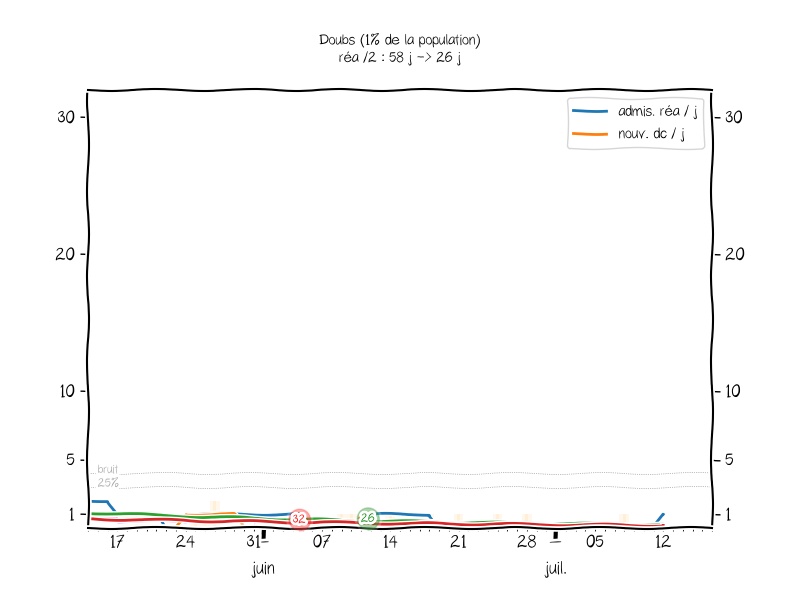 Doubs (1% de la population)
réa /2 : 58 j -> 26 j
30 30
admis. réa / j
nouv. dc / j
20 20
10 10
5 5
bruit
25%
1 1
32 26
17 24 31 07 14 21 28 05 12
juin juil.